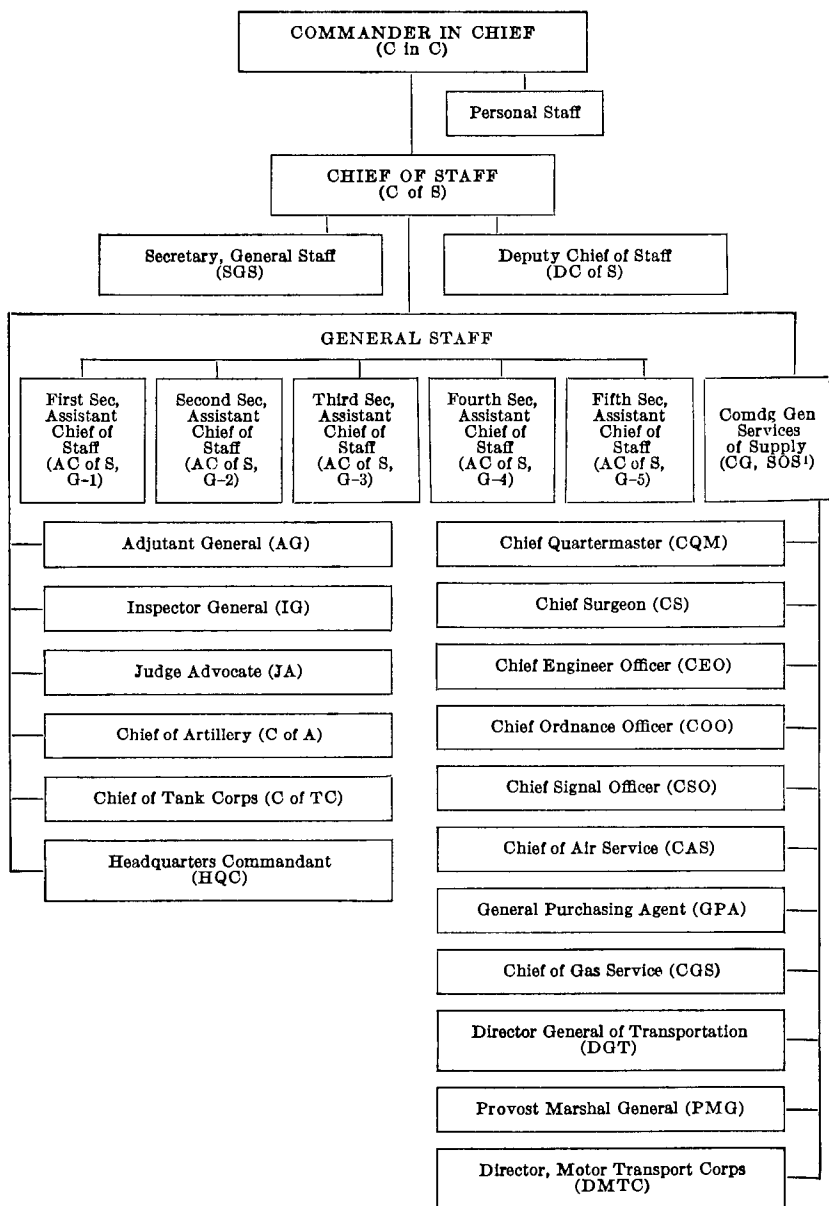 COMMANDER IN CHIEF
(C in C)
Personal Staff
CHIEF OF STAFF
(C of S)
Secretary, General Staff
(SGS)
Deputy Chief of Staff
(DC of S)
GENERAL STAFF
First Sec,
Assistant
Chief of
Staff
(AC of S,
G-1)
Second Sec,
Assistant
Chief of
Staff
(AC of S,
G-2)
Third Sec,
Assistant
Chief of
Staff
(AC of S,
G-3)
Fourth Sec,
Assistant
Chief of
Staff
(AC of S,
G-4)
Fifth Sec,
Assistant
Chief of
Staff
(AC of S,
G-5)
Comdg Gen
Services
of Supply
(CG, SOS¹)
Adjutant General (AG)
Inspector General (IG)
Judge Advocate (JA)
Chief of Artillery (C of A)
Chief of Tank Corps (C of TC)
Headquarters Commandant
(HQC)
Chief Quartermaster (CQM)
Chief Surgeon (CS)
Chief Engineer Officer (CEO)
Chief Ordnance Officer (COO)
Chief Signal Officer (CSO)
Chief of Air Service (CAS)
General Purchasing Agent (GPA)
Chief of Gas Service (CGS)
Director General of Transportation
(DGT)
Provost Marshal General (PMG)
Director, Motor Transport Corps
(DMTC)